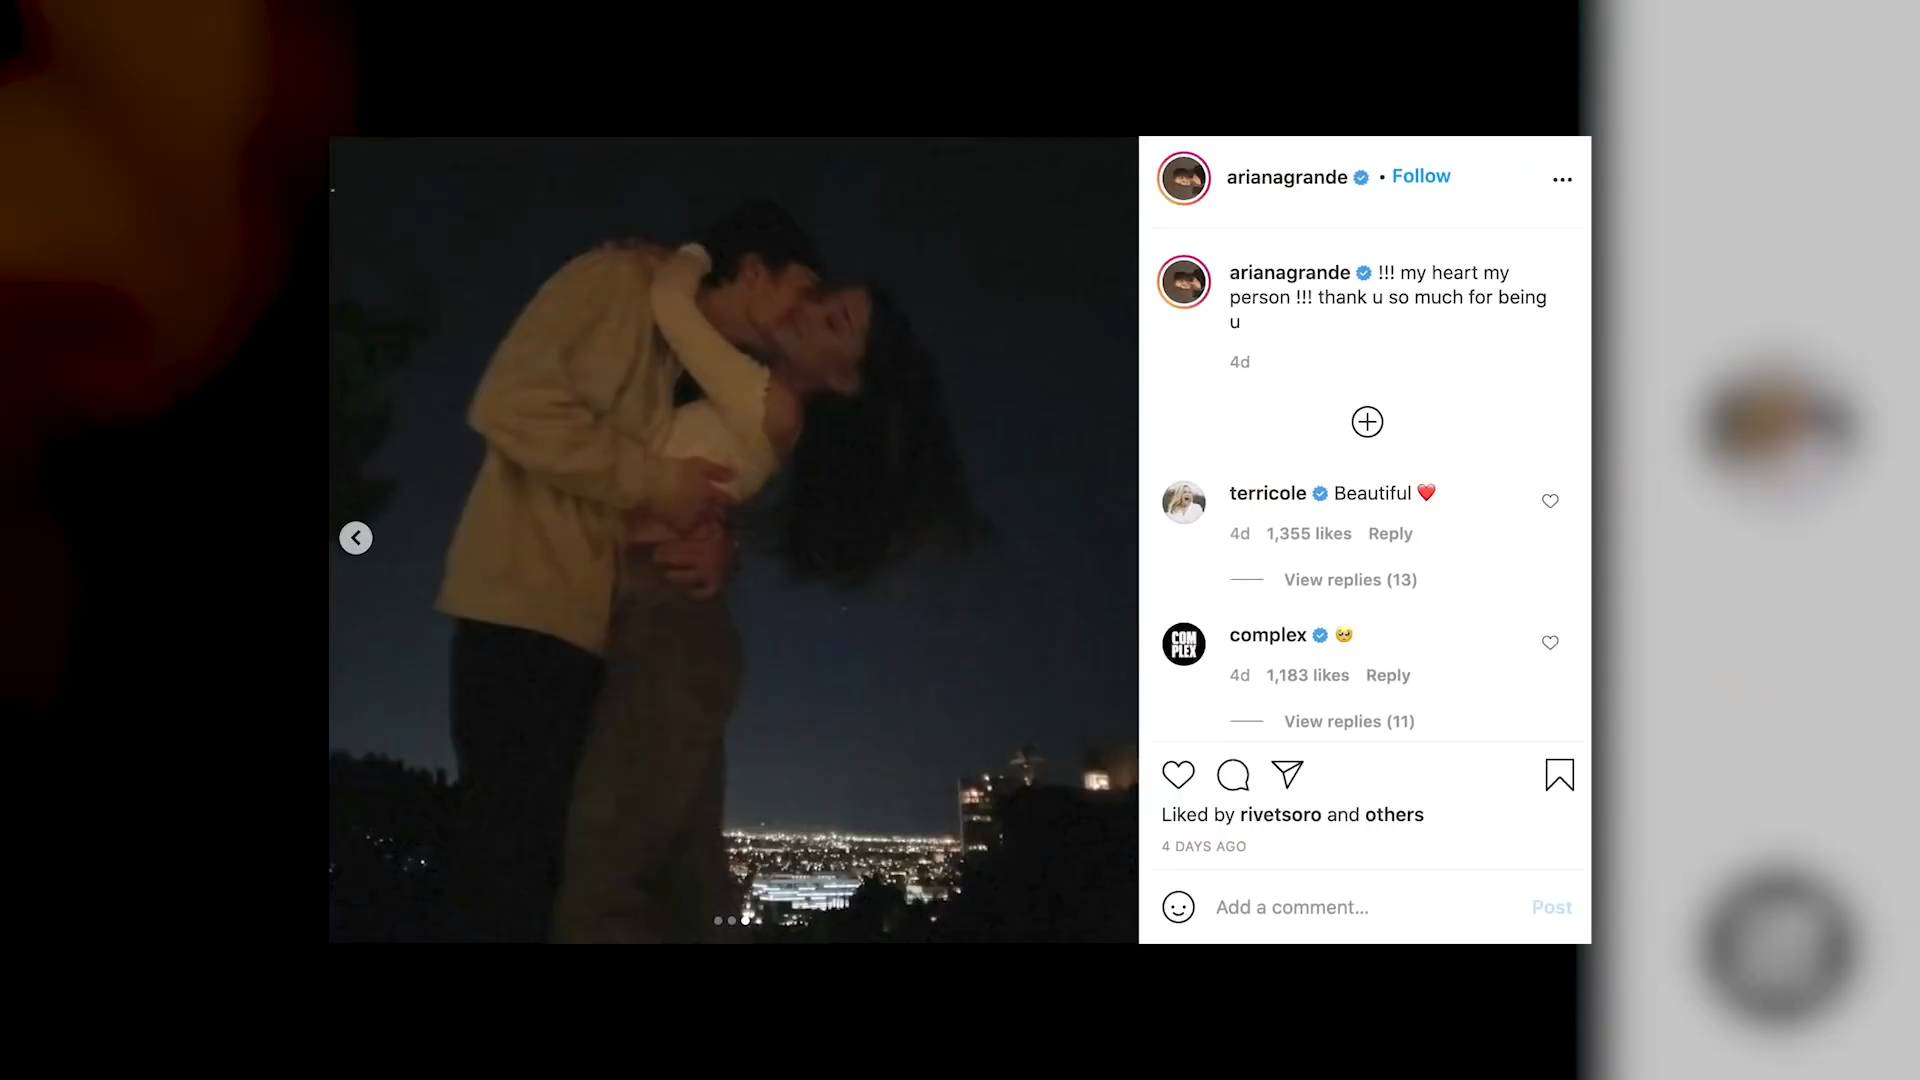 arianagrande • Follow
arianagrande !!! my heart my
person !!! thank u so much for being
u
4d
terricole Beautiful ❤️
4d 1,355 likes Reply
View replies (13)
COM
PLEX
complex 🥺
4d 1,183 likes Reply
View replies (11)
Liked by rivetsoro and others
4 DAYS AGO
Add a comment... Post